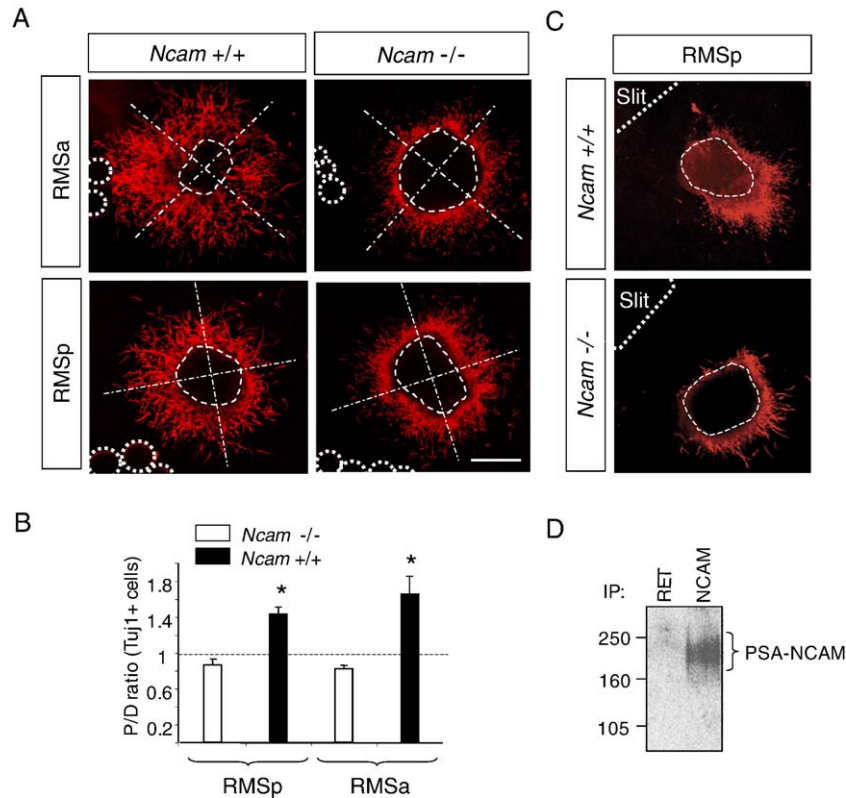 A
Ncam +/+
Ncam -/-
RMSa
RMSp
C
RMSp
Slit
Ncam +/+
Slit
Ncam -/-
B
Ncam -/-
Ncam +/+
P/D ratio (Tuj1+ cells)
1.8
1.4
1
0.6
0.2
*
*
RMSp
RMSa
D
IP:
RET
NCAM
250
160
105
PSA-NCAM